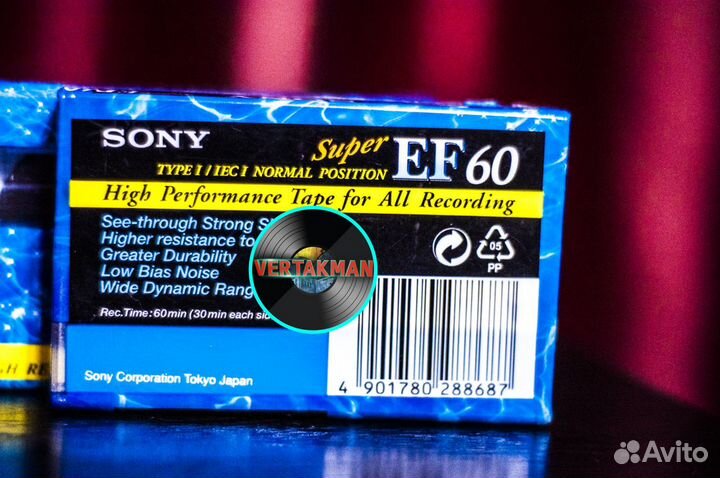 SONY
Super
EF60
TYPE I / IEC I NORMAL POSITION
High Performance Tape for All Recording
See-through Strong
Higher resistance to
Greater Durability
Low Bias Noise
Wide Dynamic
VERTAKMAN
05
PP
Rec.Time:60min (30min each
Sony Corporation Tokyo Japan
4 901780 288687
Avito